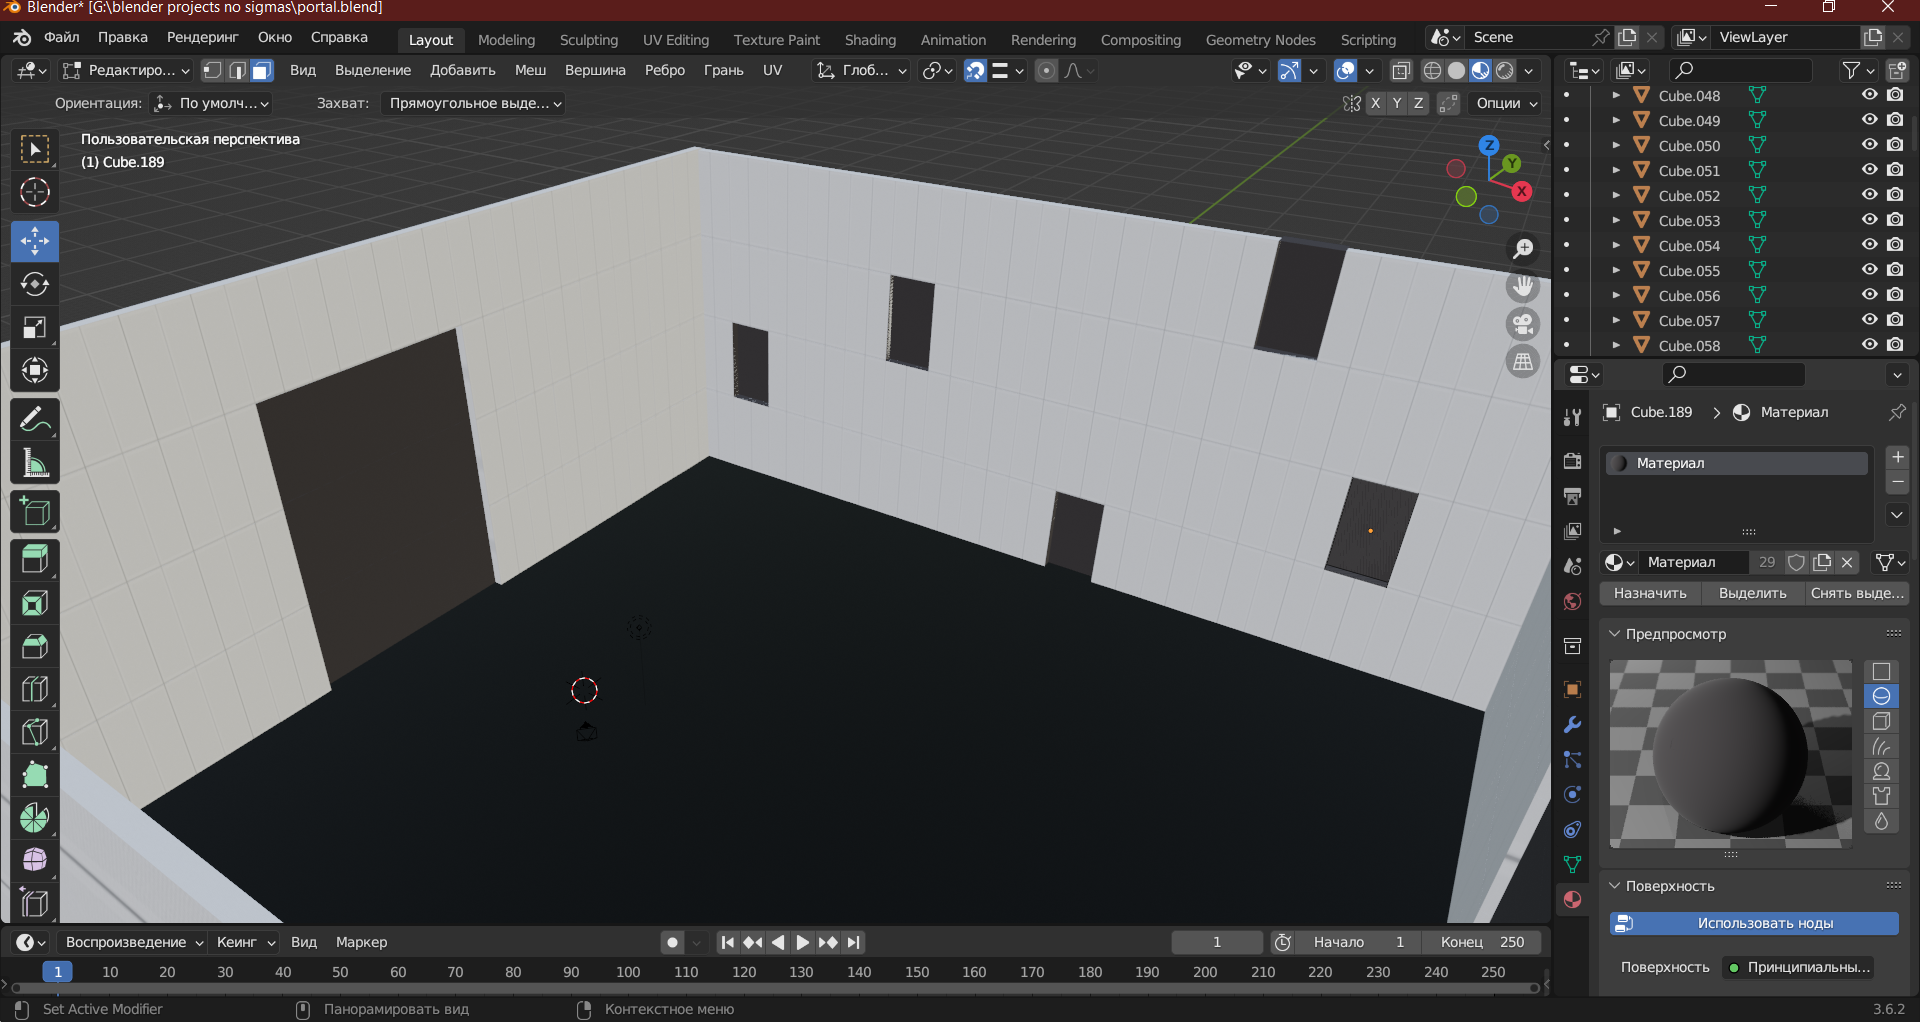 Blender* [G:\blender projects no sigmas\portal.blend]
Файл Правка Рендеринг Окно Справка Layout Modeling Sculpting UV Editing Texture Paint Shading Animation Rendering Compositing Geometry Nodes Scripting Scene ViewLayer
Редактиро... Вид Выделение Добавить Меш Вершина Ребро Грань UV Глоб...
Ориентация: По умолч... Захват: Прямоугольное выде... X Y Z Опции
Пользовательская перспектива
(1) Cube.189
Z
Y
X
Cube.048
Cube.049
Cube.050
Cube.051
Cube.052
Cube.053
Cube.054
Cube.055
Cube.056
Cube.057
Cube.058
Cube.189 > Материал
Материал
Материал 29
Назначить Выделить Снять выде...
Предпросмотр
Поверхность
Использовать ноды
Поверхность Принципиальны...
Воспроизведение Кеинг Вид Маркер 1 Начало 1 Конец 250
1 10 20 30 40 50 60 70 80 90 100 110 120 130 140 150 160 170 180 190 200 210 220 230 240 250
Set Active Modifier Панорамировать вид Контекстное меню 3.6.2